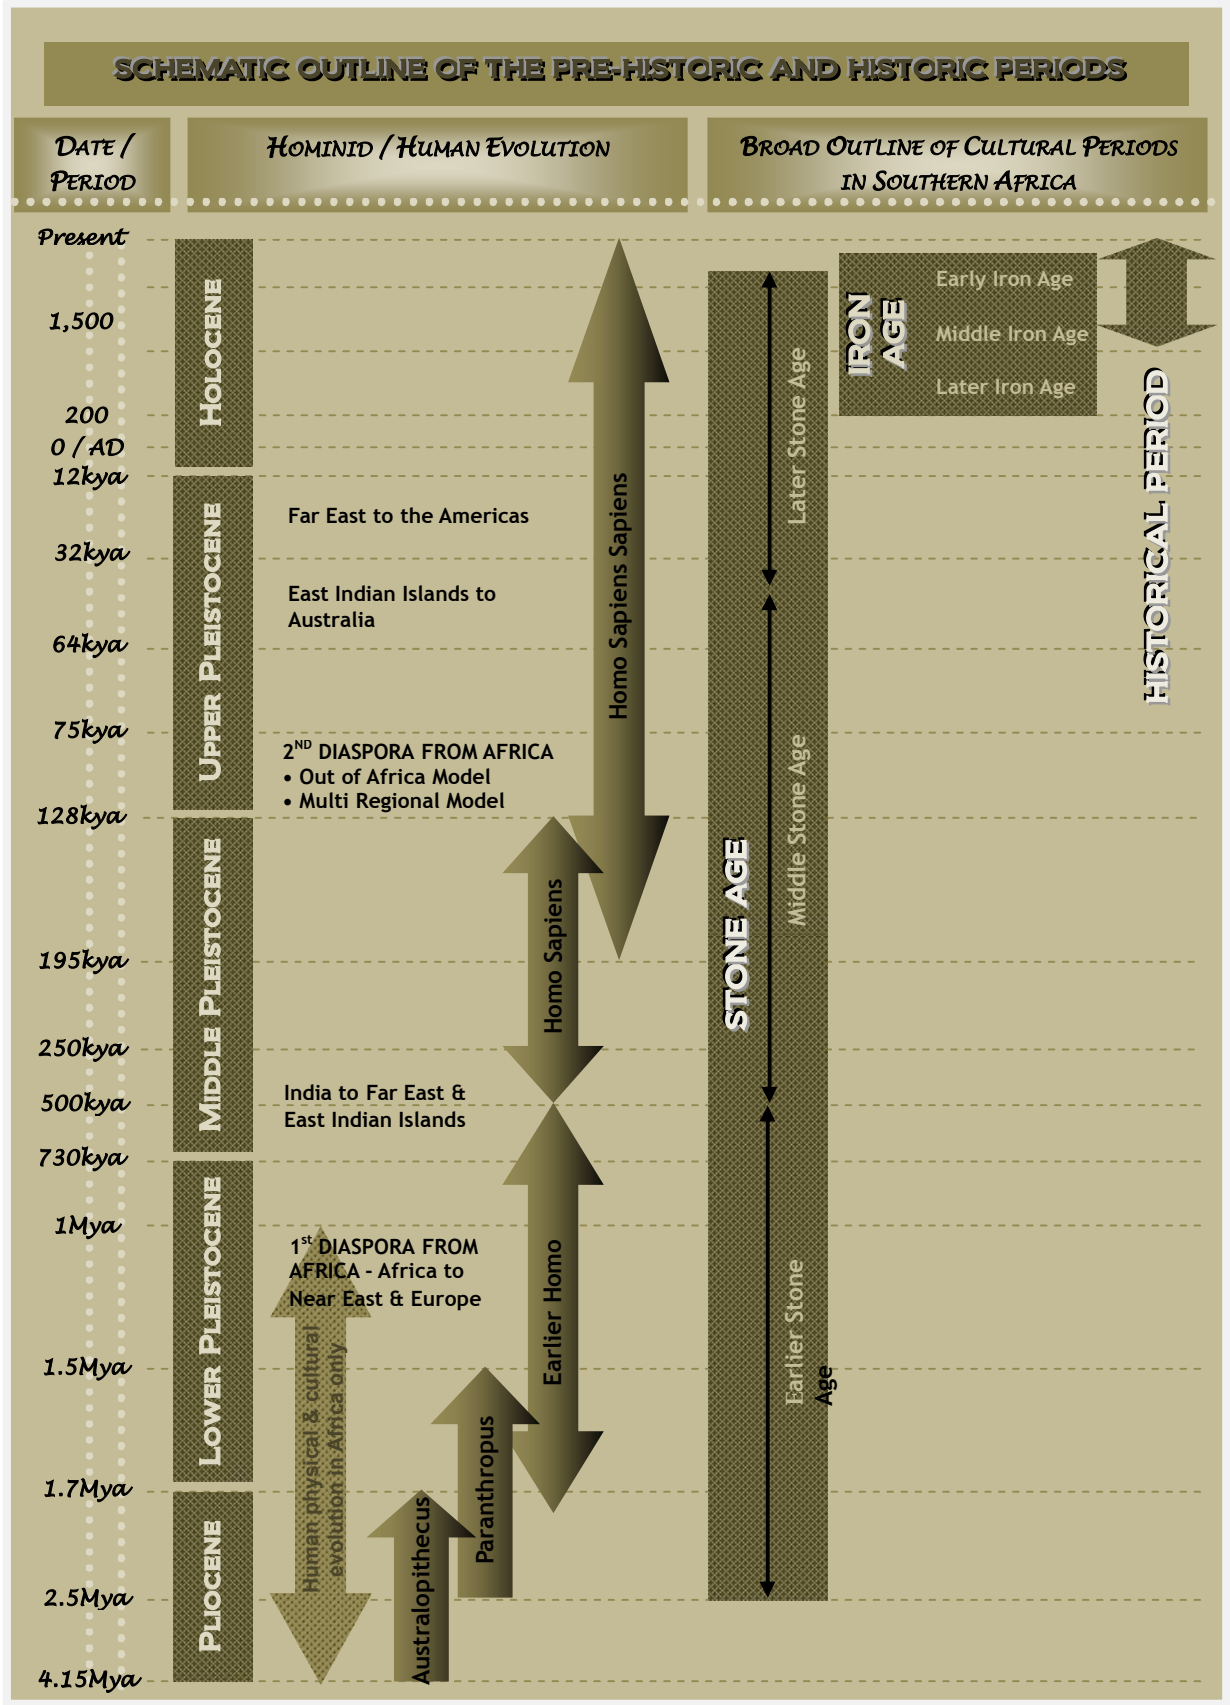 SCHEMATIC OUTLINE OF THE PRE-HISTORIC AND HISTORIC PERIODS
DATE /
PERIOD
HOMINID / HUMAN EVOLUTION
BROAD OUTLINE OF CULTURAL PERIODS
IN SOUTHERN AFRICA
Present
1,500
200
0 / AD
12kya
32kya
64kya
75kya
128kya
195kya
250kya
500kya
730kya
1Mya
1.5Mya
1.7Mya
2.5Mya
4.15Mya
HOLOCENE
UPPER PLEISTOCENE
MIDDLE PLEISTOCENE
LOWER PLEISTOCENE
PLIOCENE
Far East to the Americas
East Indian Islands to
Australia
2ND DIASPORA FROM AFRICA
• Out of Africa Model
• Multi Regional Model
India to Far East &
East Indian Islands
1st DIASPORA FROM
AFRICA - Africa to
Near East & Europe
Human physical & cultural
evolution in Africa only
Australopithecus
Paranthropus
Earlier Homo
Homo Sapiens
Homo Sapiens Sapiens
STONE AGE
Later Stone Age
Middle Stone Age
Earlier Stone
Age
IRON
AGE
Early Iron Age
Middle Iron Age
Later Iron Age
HISTORICAL PERIOD